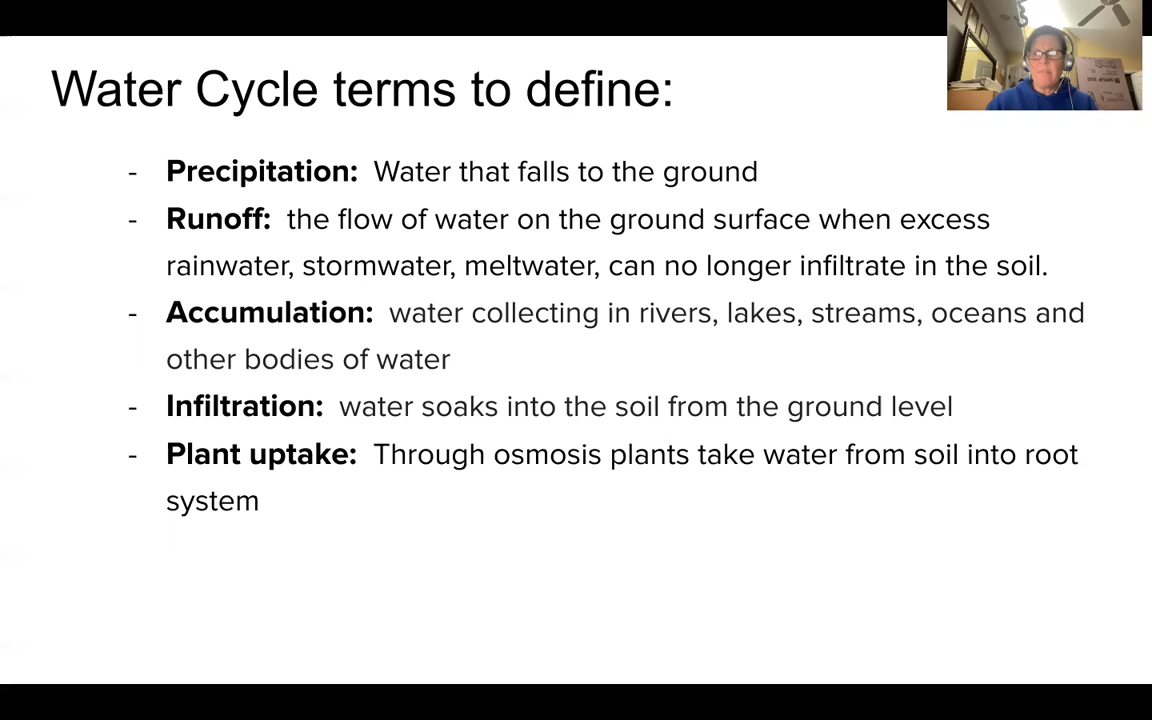 Water Cycle terms to define:
- Precipitation: Water that falls to the ground
- Runoff: the flow of water on the ground surface when excess
rainwater, stormwater, meltwater, can no longer infiltrate in the soil.
- Accumulation: water collecting in rivers, lakes, streams, oceans and
other bodies of water
- Infiltration: water soaks into the soil from the ground level
- Plant uptake: Through osmosis plants take water from soil into root
system